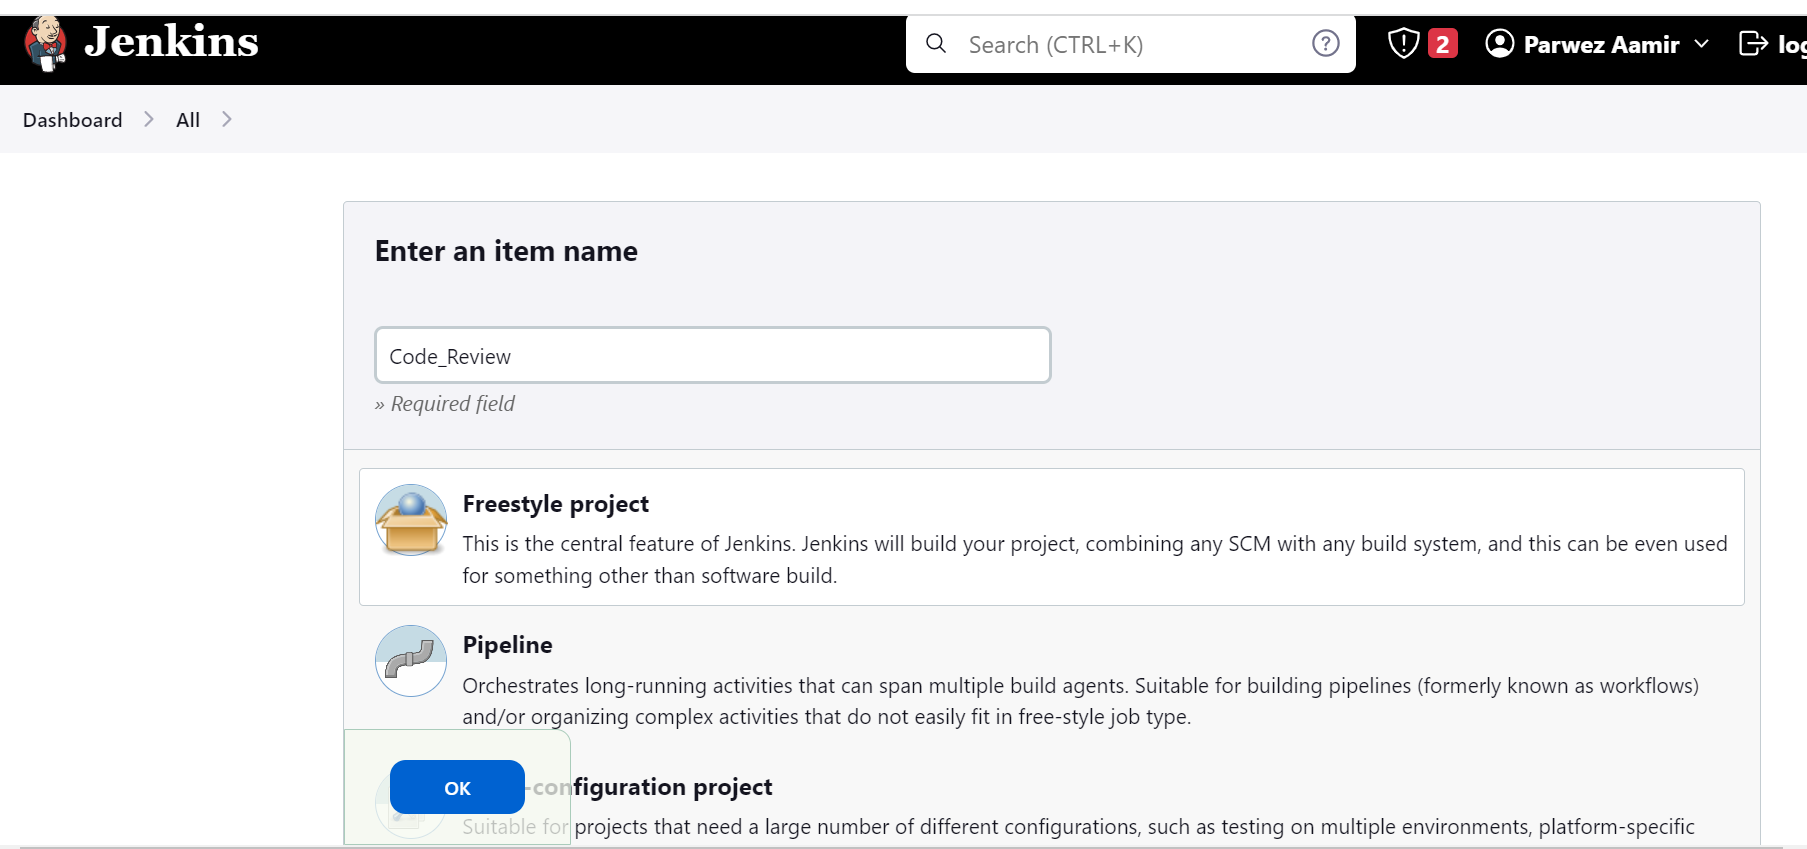 Jenkins
Search (CTRL+K)
2
Parwez Aamir
Dashboard
All
Enter an item name
Code_Review
» Required field
Freestyle project
This is the central feature of Jenkins. Jenkins will build your project, combining any SCM with any build system, and this can be even used
for something other than software build.
Pipeline
Orchestrates long-running activities that can span multiple build agents. Suitable for building pipelines (formerly known as workflows)
and/or organizing complex activities that do not easily fit in free-style job type.
OK
-configuration project
Suitable for projects that need a large number of different configurations, such as testing on multiple environments, platform-specific